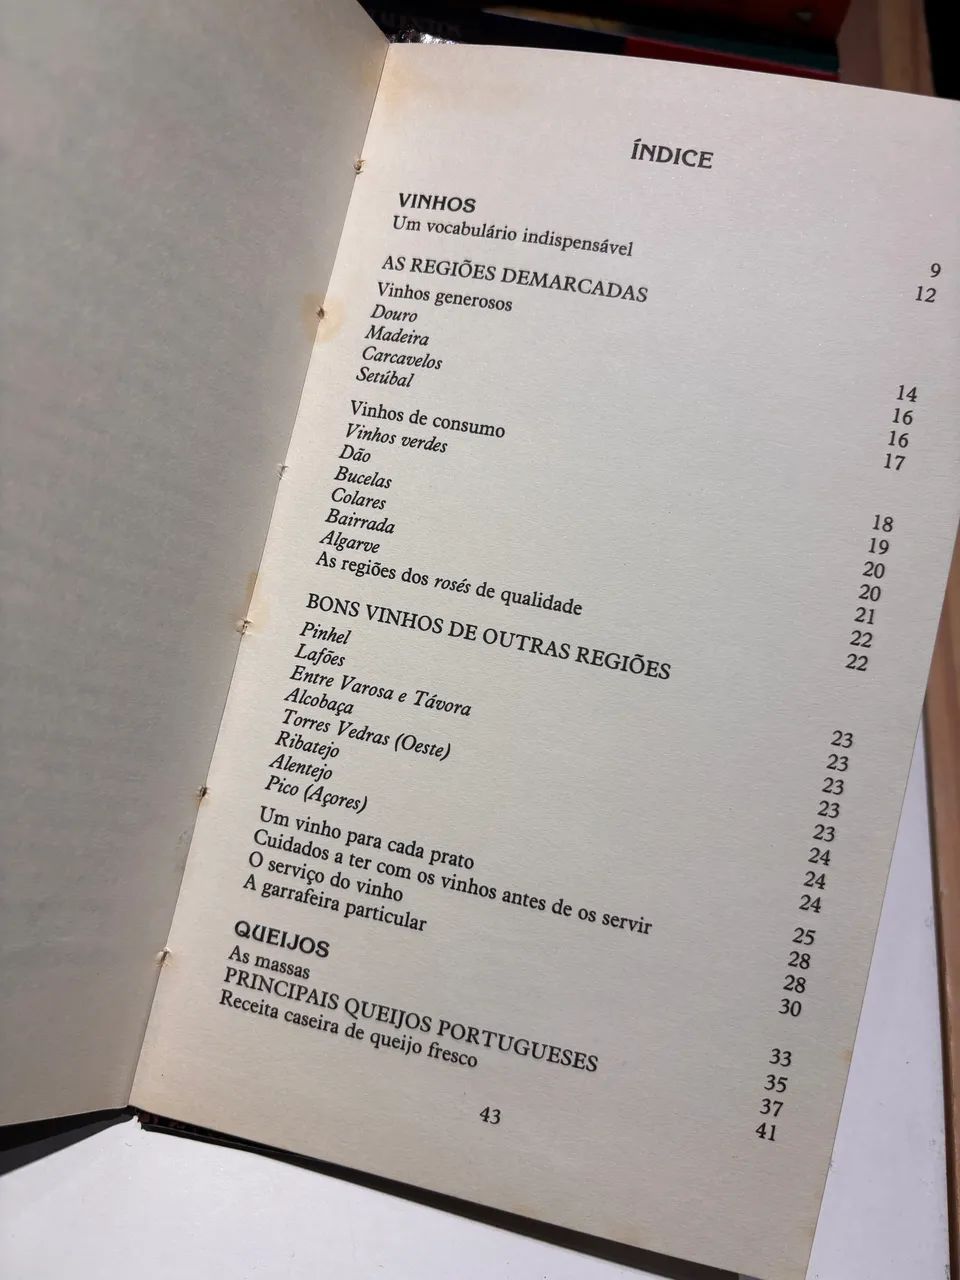 ÍNDICE
VINHOS
Um vocabulário indispensável 9
AS REGIÕES DEMARCADAS 12
Vinhos generosos
Douro 14
Madeira 16
Carcavelos 16
Setúbal 17
Vinhos de consumo
Vinhos verdes 18
Dão 19
Bucelas 20
Colares 20
Bairrada 21
Algarve 22
As regiões dos rosés de qualidade 22
BONS VINHOS DE OUTRAS REGIÕES
Pinhel 23
Lafões 23
Entre Varosa e Távora 23
Alcobaça 23
Torres Vedras (Oeste) 23
Ribatejo 24
Alentejo 24
Pico (Açores) 24
Um vinho para cada prato 25
Cuidados a ter com os vinhos antes de os servir 28
O serviço do vinho 28
A garrafeira particular 30
QUEIJOS 33
As massas 35
PRINCIPAIS QUEIJOS PORTUGUESES 37
Receita caseira de queijo fresco 41
43